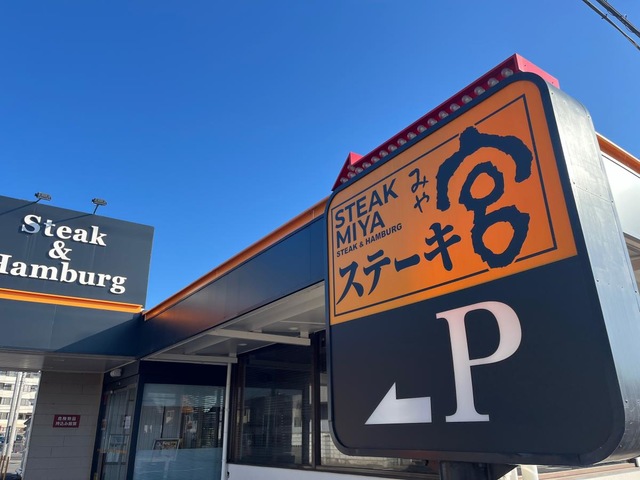 Steak
&
Hamburg
STEAK
MIYA
STEAK & HAMBURG
みや
宮
ステーキ
P